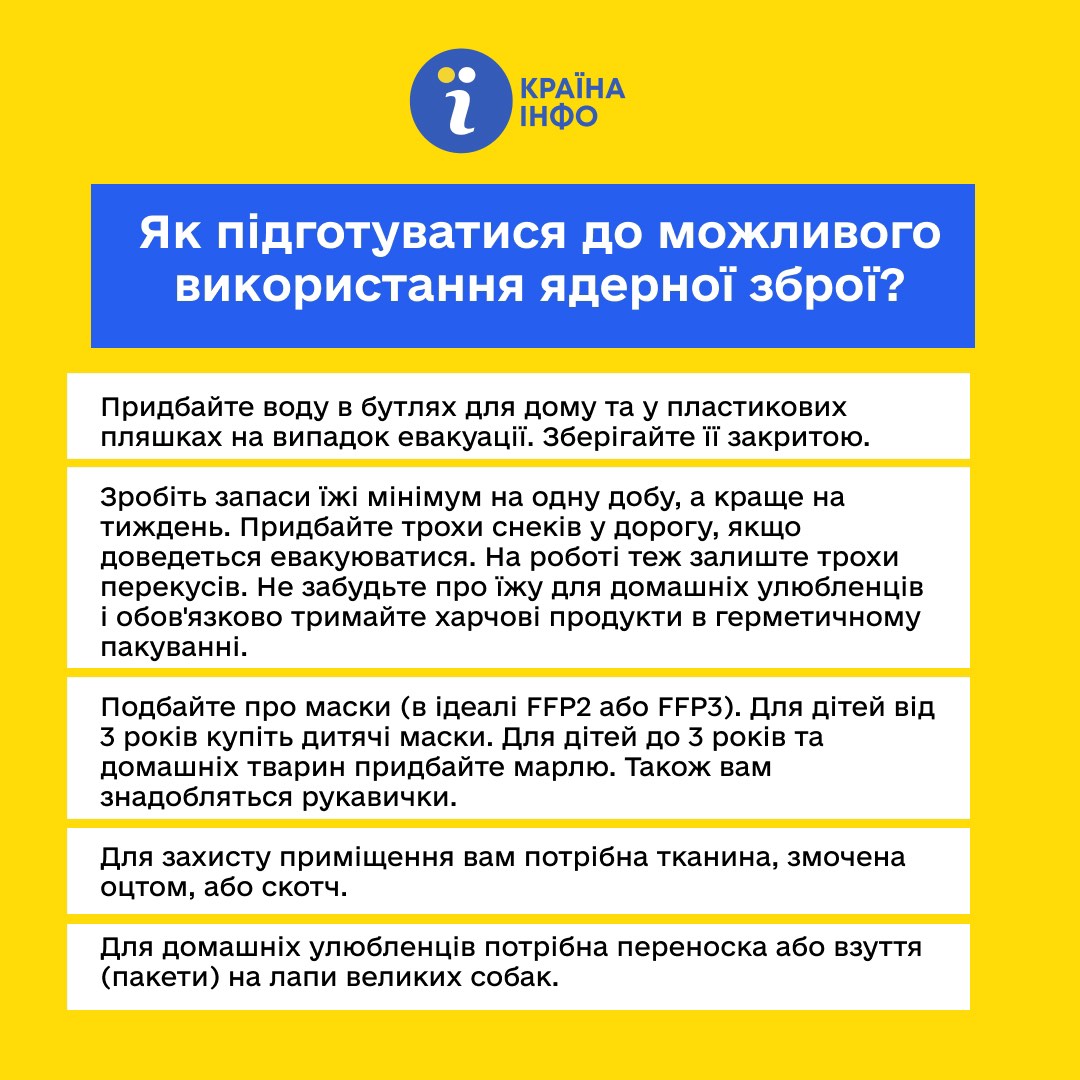 ї
КРАЇНА
ІНФО
Як підготуватися до можливого
використання ядерної зброї?
Придбайте воду в бутлях для дому та у пластикових
пляшках на випадок евакуації. Зберігайте її закритою.
Зробіть запаси їжі мінімум на одну добу, а краще на
тиждень. Придбайте трохи снеків у дорогу, якщо
доведеться евакуюватися. На роботі теж залиште трохи
перекусів. Не забудьте про їжу для домашніх улюбленців
і обов'язково тримайте харчові продукти в герметичному
пакуванні.
Подбайте про маски (в ідеалі FFP2 або FFP3). Для дітей від
3 років купіть дитячі маски. Для дітей до 3 років та
домашніх тварин придбайте марлю. Також вам
знадобляться рукавички.
Для захисту приміщення вам потрібна тканина, змочена
оцтом, або скотч.
Для домашніх улюбленців потрібна переноска або взуття
(пакети) на лапи великих собак.